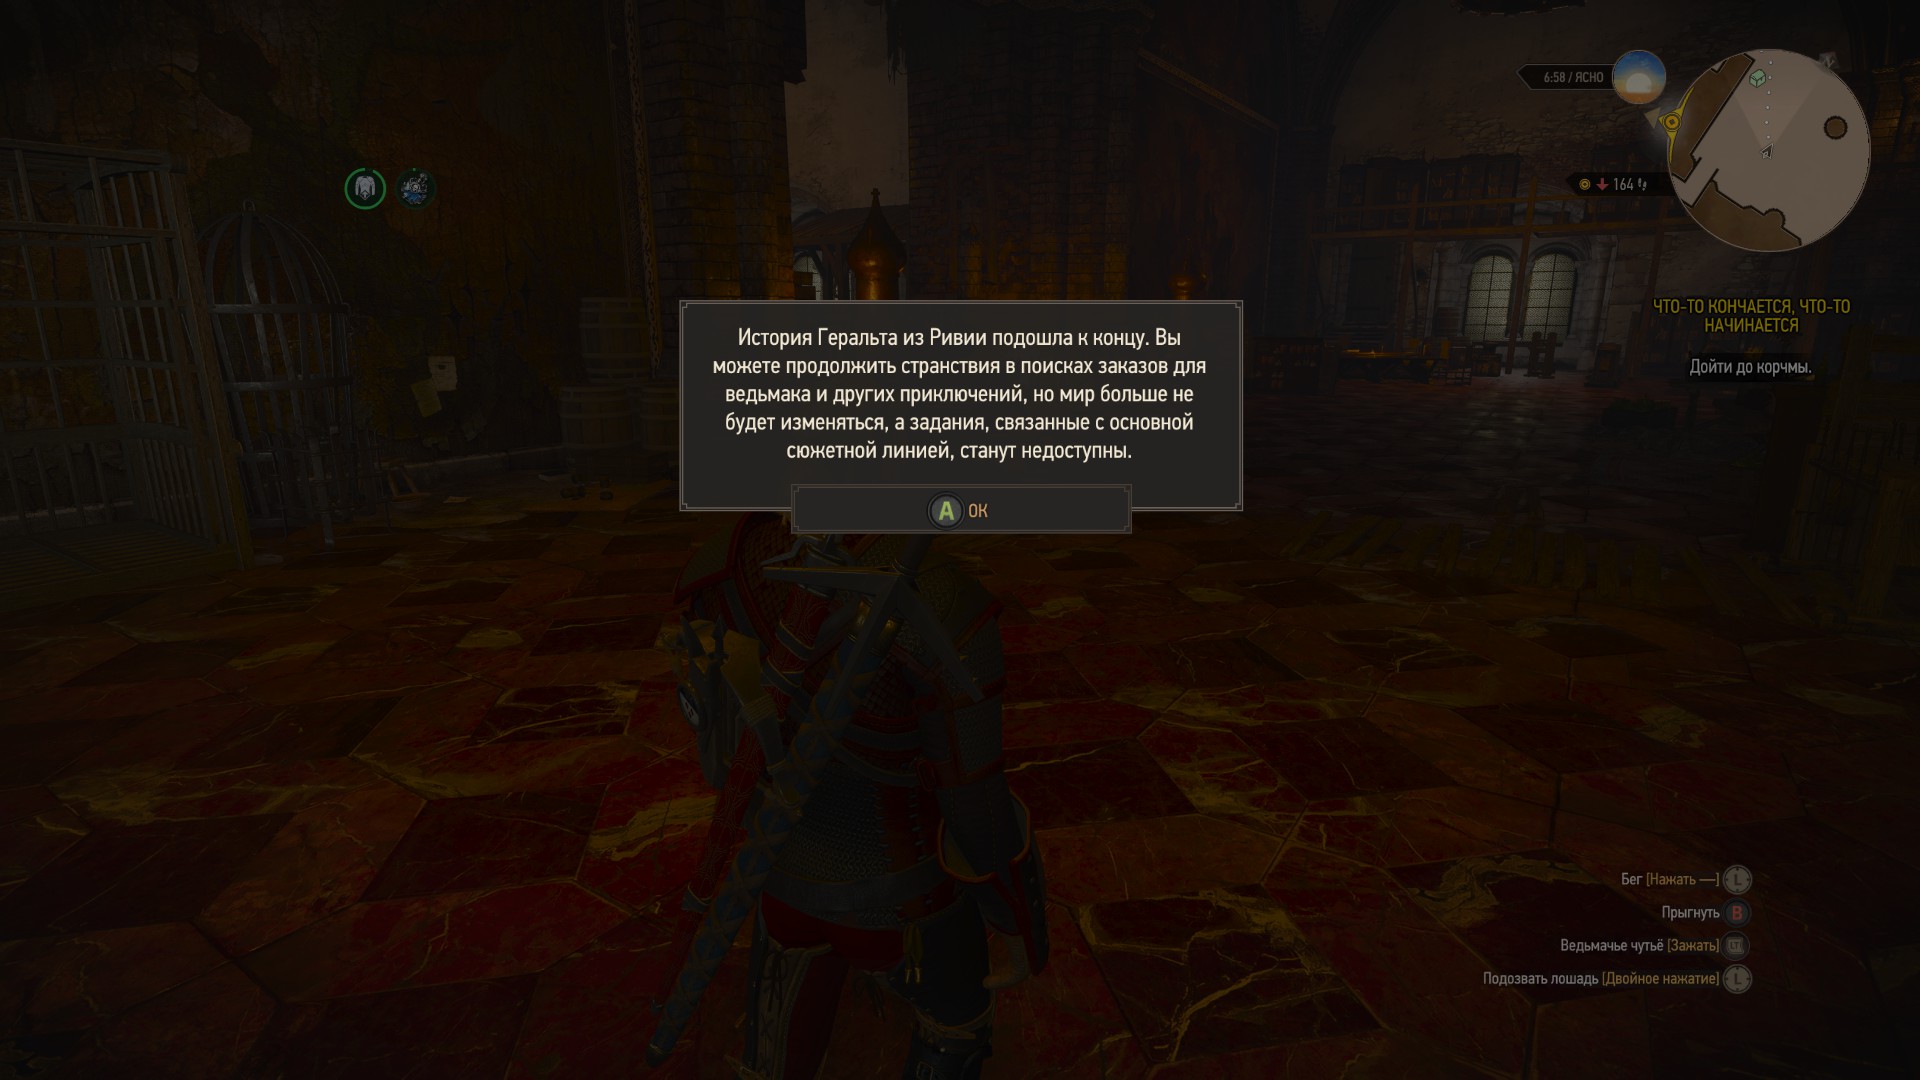 6:58 / ЯСНО
164
ЧТО-ТО КОНЧАЕТСЯ, ЧТО-ТО
НАЧИНАЕТСЯ
Дойти до корчмы.
История Геральта из Ривии подошла к концу. Вы
можете продолжить странствия в поисках заказов для
ведьмака и других приключений, но мир больше не
будет изменяться, а задания, связанные с основной
сюжетной линией, станут недоступны.
A ОК
Бег [Нажать —] L
Прыгнуть B
Ведьмачье чутьё [Зажать] LT
Подозвать лошадь [Двойное нажатие] L